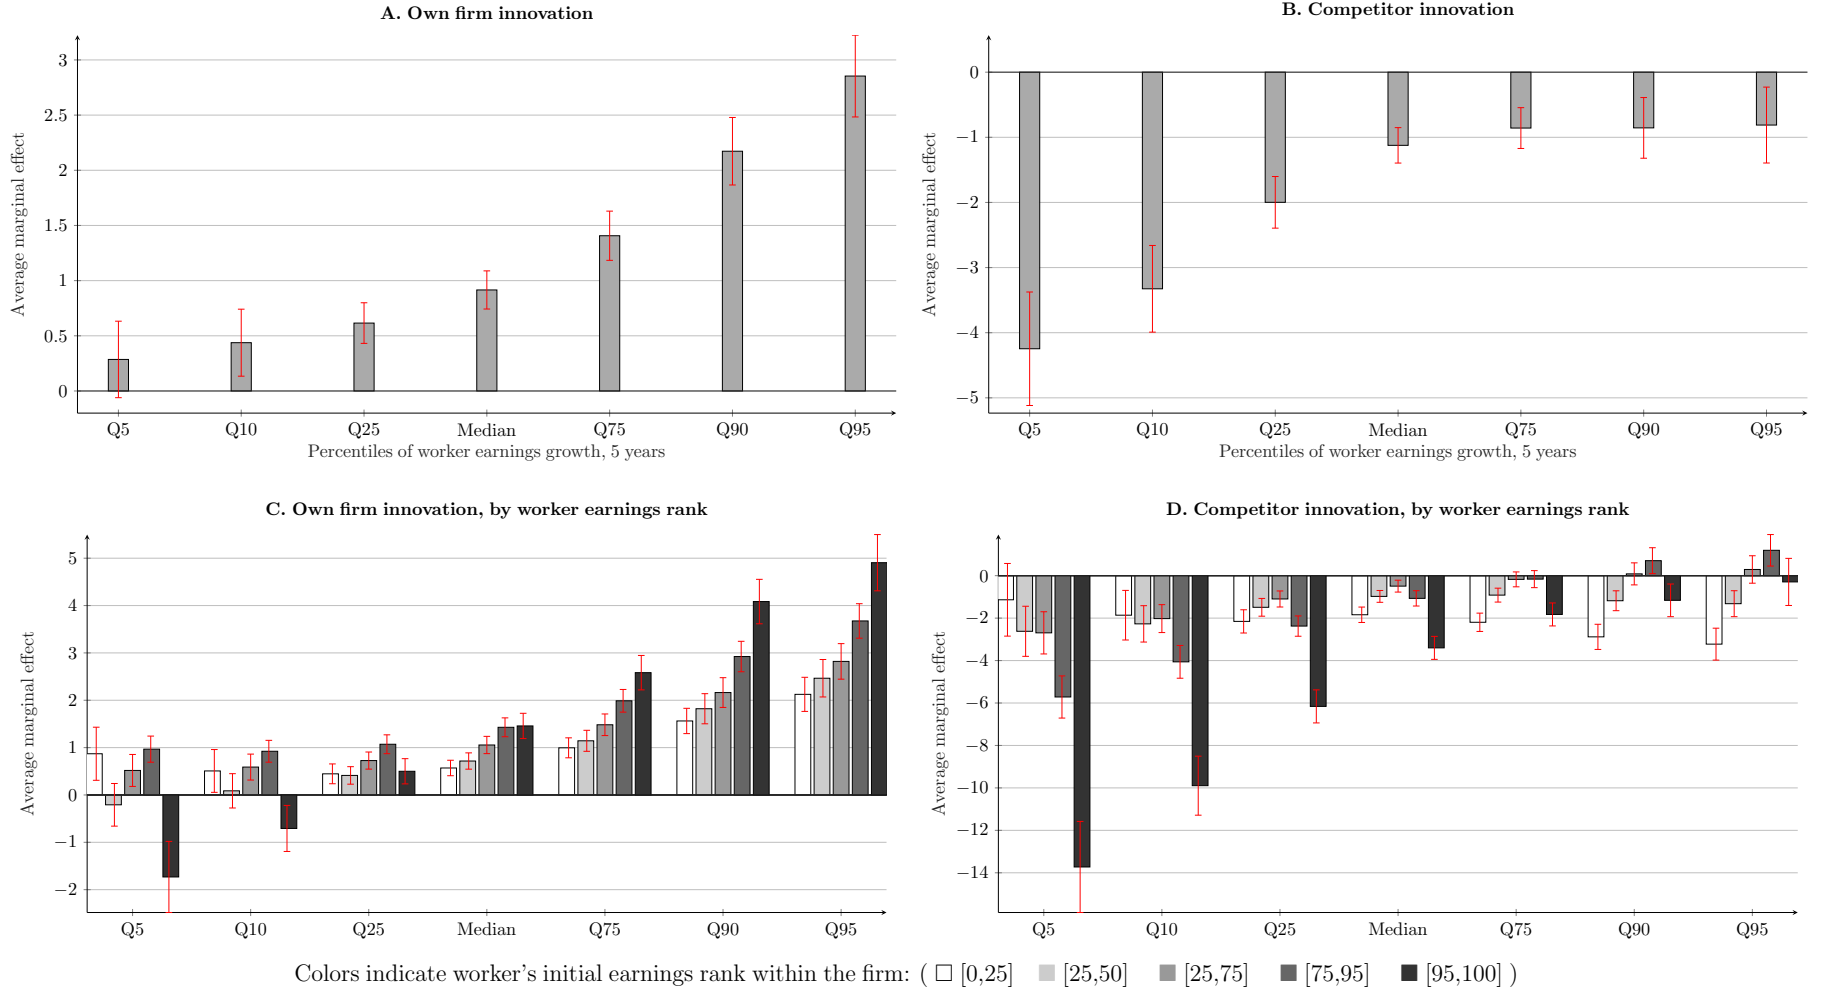 A. Own firm innovation
Average marginal effect
3
2.5
2
1.5
1
0.5
0
Q5 Q10 Q25 Median Q75 Q90 Q95
Percentiles of worker earnings growth, 5 years
B. Competitor innovation
Average marginal effect
0
−1
−2
−3
−4
−5
Q5 Q10 Q25 Median Q75 Q90 Q95
Percentiles of worker earnings growth, 5 years
C. Own firm innovation, by worker earnings rank
Average marginal effect
5
4
3
2
1
0
−1
−2
Q5 Q10 Q25 Median Q75 Q90 Q95
D. Competitor innovation, by worker earnings rank
Average marginal effect
0
−2
−4
−6
−8
−10
−12
−14
Q5 Q10 Q25 Median Q75 Q90 Q95
Colors indicate worker's initial earnings rank within the firm: ( [0,25] [25,50] [25,75] [75,95] [95,100] )